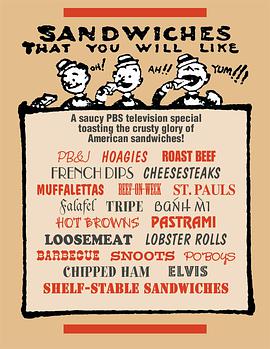 SANDWICHES
THAT YOU WILL LIKE
OH! AH!! YUM!!!
A saucy PBS television special
toasting the crusty glory of
American sandwiches!
PB&J HOAGIES ROAST BEEF
FRENCH DIPS CHEESESTEAKS
MUFFALETTAS BEEF-ON-WECK ST. PAULS
Falafel TRIPE BÁNH MÌ
HOT BROWNS PASTRAMI
LOOSEMEAT LOBSTER ROLLS
BARBECUE SNOOTS PO'BOYS
CHIPPED HAM ELVIS
SHELF-STABLE SANDWICHES